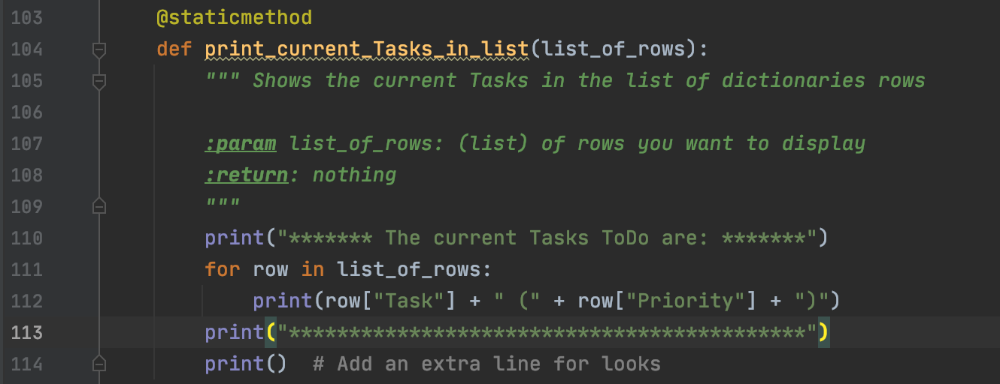 103 @staticmethod
104 def print_current_Tasks_in_list(list_of_rows):
105 """ Shows the current Tasks in the list of dictionaries rows
106
107 :param list_of_rows: (list) of rows you want to display
108 :return: nothing
109 """
110 print("******* The current Tasks ToDo are: *******")
111 for row in list_of_rows:
112 print(row["Task"] + " (" + row["Priority"] + ")")
113 print("*******************************************")
114 print()  # Add an extra line for looks